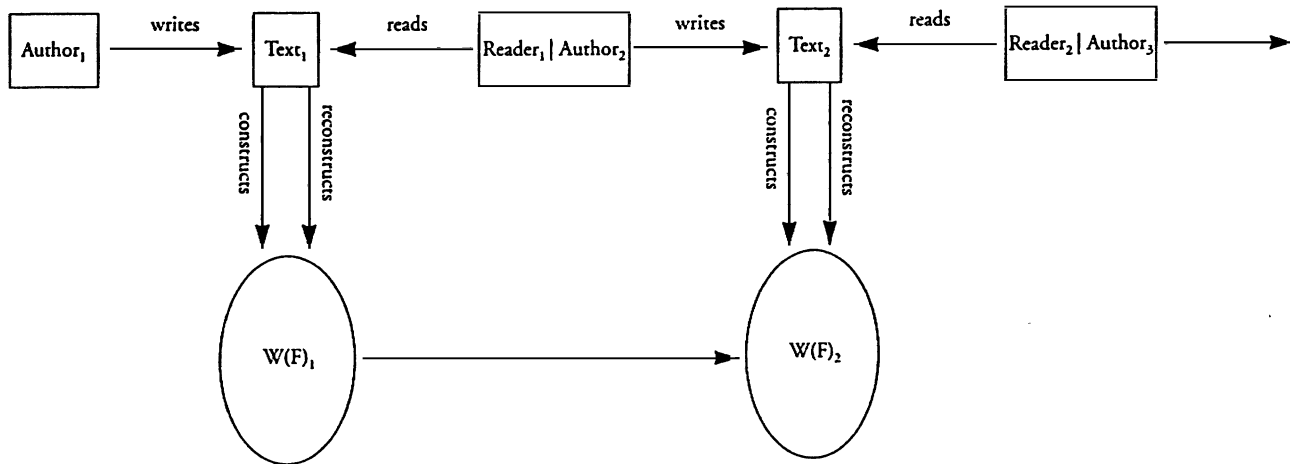 writes reads writes reads
Author₁ Text₁ Reader₁ | Author₂ Text₂ Reader₂ | Author₃
constructs reconstructs constructs reconstructs
W(F)₁ W(F)₂